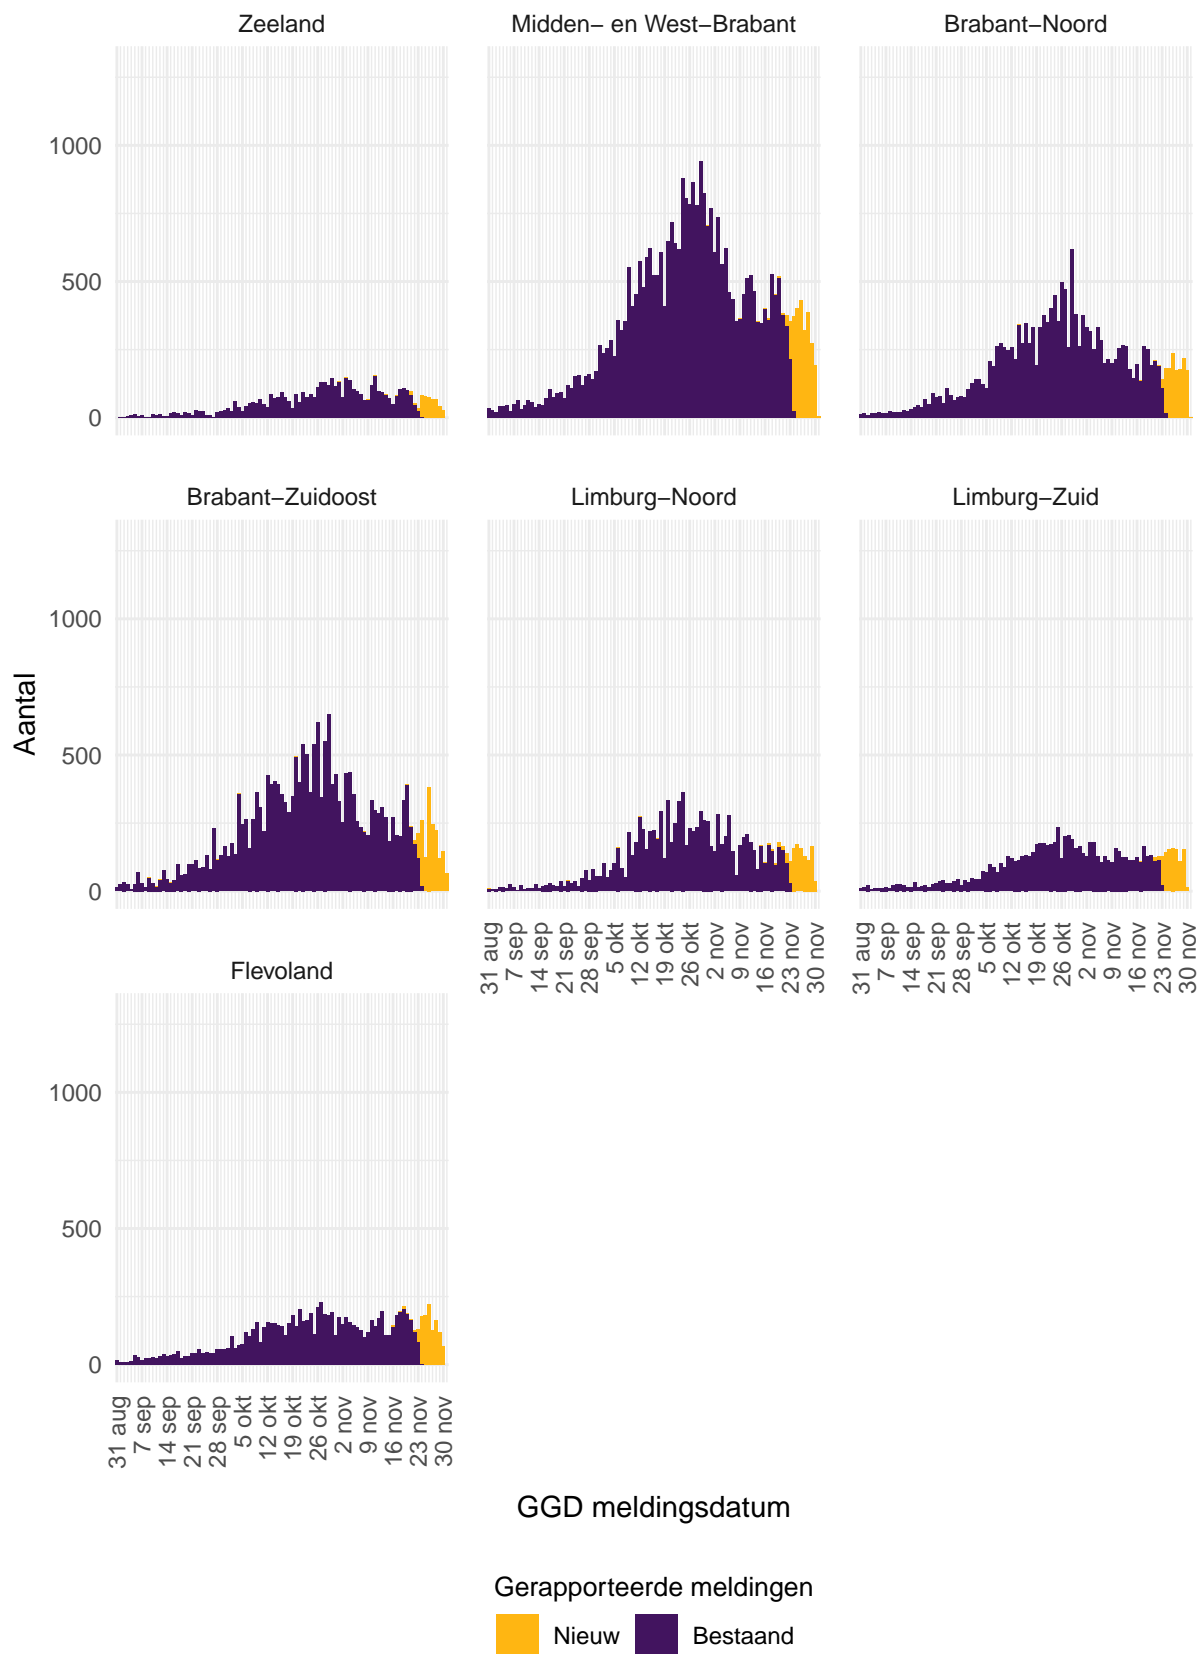 Zeeland
Midden− en West−Brabant
Brabant−Noord
1000
500
0
Brabant−Zuidoost
Limburg−Noord
Limburg−Zuid
1000
500
0
Aantal
31 aug
7 sep
14 sep
21 sep
28 sep
5 okt
12 okt
19 okt
26 okt
2 nov
9 nov
16 nov
23 nov
30 nov
31 aug
7 sep
14 sep
21 sep
28 sep
5 okt
12 okt
19 okt
26 okt
2 nov
9 nov
16 nov
23 nov
30 nov
Flevoland
1000
500
0
31 aug
7 sep
14 sep
21 sep
28 sep
5 okt
12 okt
19 okt
26 okt
2 nov
9 nov
16 nov
23 nov
30 nov
GGD meldingsdatum
Gerapporteerde meldingen
Nieuw
Bestaand